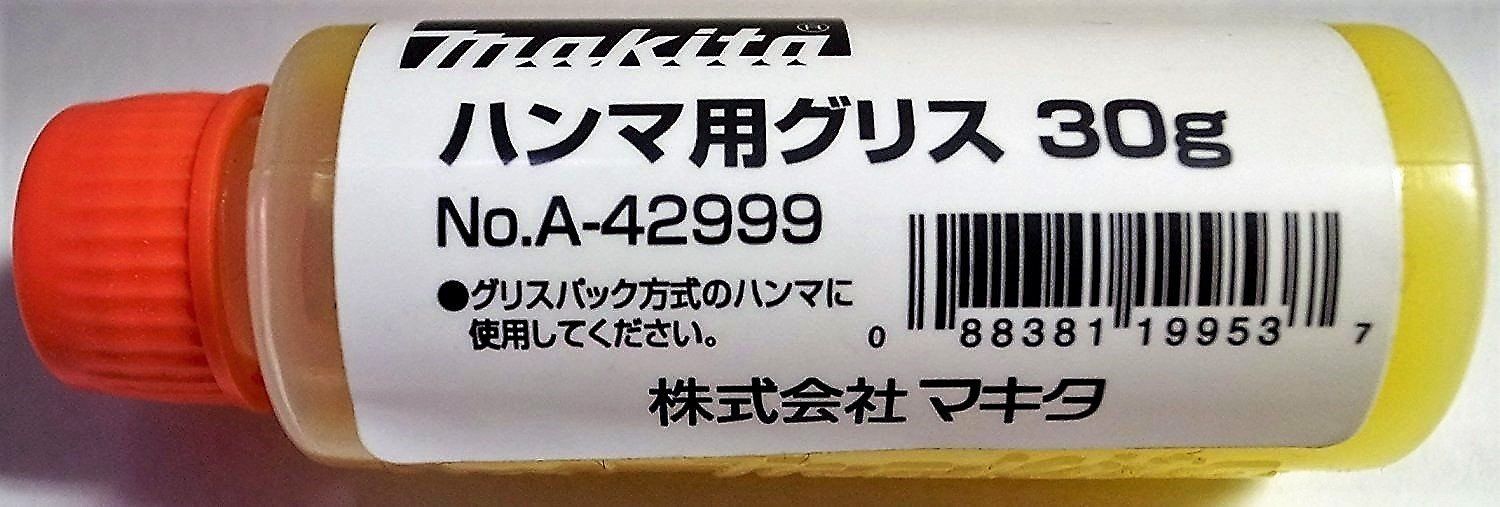 makita®
ハンマ用グリス 30g
No.A-42999
●グリスパック方式のハンマに
使用してください。
0 88381 19953 7
株式会社 マキタ